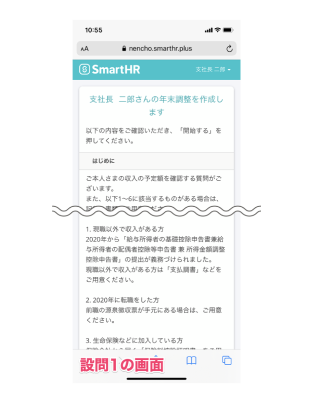 10:55
AA
nencho.smarthr.plus
SmartHR
支社長 二郎
支社長 二郎さんの年末調整を作成し
ます
以下の内容をご確認いただき、「開始する」を
押してください。
はじめに
ご本人さまの収入の予定額を確認する質問がご
ざいます。
また、以下1〜6に該当するものがある場合は、
1. 現職以外で収入がある方
2020年から「給与所得者の基礎控除申告書兼給
与所得者の配偶者控除等申告書 兼 所得金額調整
控除申告書」の提出が義務づけられました。
現職以外で収入がある方は「支払調書」などを
ご用意ください。
2. 2020年に転職をした方
前職の源泉徴収票が手元にある場合は、ご用意
ください。
3. 生命保険などに加入している方
設問1の画面